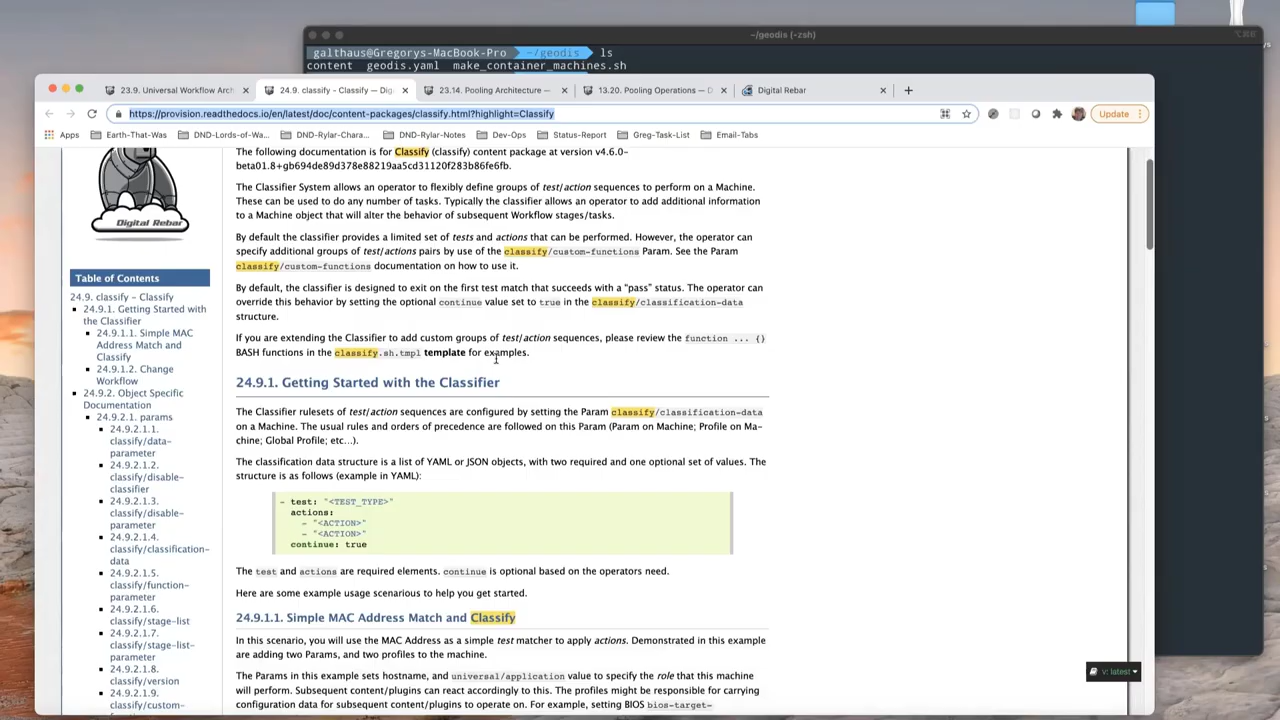 ~/geodis (-zsh)
galthaus@Gregorys-MacBook-Pro ~/geodis ls
content geodis.yaml make_container_machines.sh
23.9. Universal Workflow Arch
24.9. classify - Classify — Dig
23.14. Pooling Architecture —
13.20. Pooling Operations — D
Digital Rebar
https://provision.readthedocs.io/en/latest/doc/content-packages/classify.html?highlight=Classify
Update
Apps
Earth-That-Was
DND-Lords-of-Wa...
DND-Rylar-Chara...
DND-Rylar-Notes
Dev-Ops
Status-Report
Greg-Task-List
Email-Tabs
Digital Rebar
Table of Contents
24.9. classify – Classify
24.9.1. Getting Started with
the Classifier
24.9.1.1. Simple MAC
Address Match and
Classify
24.9.1.2. Change
Workflow
24.9.2. Object Specific
Documentation
24.9.2.1. params
24.9.2.1.1.
classify/data-
parameter
24.9.2.1.2.
classify/disable-
classifier
24.9.2.1.3.
classify/disable-
parameter
24.9.2.1.4.
classify/classification-
data
24.9.2.1.5.
classify/function-
parameter
24.9.2.1.6.
classify/stage-list
24.9.2.1.7.
classify/stage-list-
parameter
24.9.2.1.8.
classify/version
24.9.2.1.9.
classify/custom-
The following documentation is for Classify (classify) content package at version v4.6.0-
beta01.8+gb694de89d378e88219aa5cd31120f283b86fe6fb.
The Classifier System allows an operator to flexibly define groups of test/action sequences to perform on a Machine.
These can be used to do any number of tasks. Typically the classifier allows an operator to add additional information
to a Machine object that will alter the behavior of subsequent Workflow stages/tasks.
By default the classifier provides a limited set of tests and actions that can be performed. However, the operator can
specify additional groups of test/actions pairs by use of the classify/custom-functions Param. See the Param
classify/custom-functions documentation on how to use it.
By default, the classifier is designed to exit on the first test match that succeeds with a “pass” status. The operator can
override this behavior by setting the optional continue value set to true in the classify/classification-data
structure.
If you are extending the Classifier to add custom groups of test/action sequences, please review the function ... {}
BASH functions in the classify.sh.tmpl template for examples.
24.9.1. Getting Started with the Classifier
The Classifier rulesets of test/action sequences are configured by setting the Param classify/classification-data
on a Machine. The usual rules and orders of precedence are followed on this Param (Param on Machine; Profile on Ma-
chine; Global Profile; etc...).
The classification data structure is a list of YAML or JSON objects, with two required and one optional set of values. The
structure is as follows (example in YAML):
- test: "<TEST_TYPE>"
actions:
- "<ACTION>"
- "<ACTION>"
continue: true
The test and actions are required elements. continue is optional based on the operators need.
Here are some example usage scenarious to help you get started.
24.9.1.1. Simple MAC Address Match and Classify
In this scenario, you will use the MAC Address as a simple test matcher to apply actions. Demonstrated in this example
are adding two Params, and two profiles to the machine.
The Params in this example sets hostname, and universal/application value to specify the role that this machine
will perform. Subsequent content/plugins can react accordingly to this. The profiles might be responsible for carrying
configuration data for subsequent content/plugins to operate on. For example, setting BIOS bios-target-
v: latest